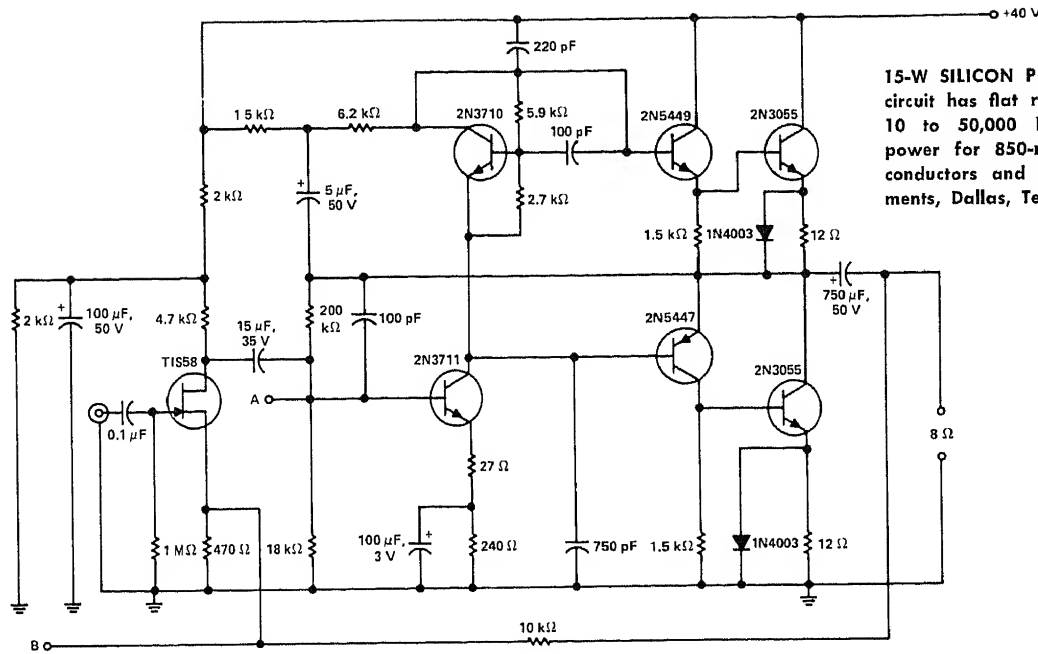 +40 V
220 pF
15-W SILICON P
circuit has flat r
10 to 50,000
power for 850-
conductors and
ments, Dallas, Te
1 5 kΩ
6.2 kΩ
2N3710
5.9 kΩ
100 pF
2N5449
2N3055
2 kΩ
5 μF,
50 V
2.7 kΩ
1.5 kΩ
1N4003
12 Ω
2 kΩ
100 μF,
50 V
4.7 kΩ
15 μF,
35 V
200
kΩ
100 pF
2N5447
750 μF,
50 V
TIS58
2N3711
2N3055
A
0.1 μF
8 Ω
27 Ω
1 MΩ
470 Ω
18 kΩ
100 μF,
3 V
240 Ω
750 pF
1.5 kΩ
1N4003
12 Ω
10 kΩ
B